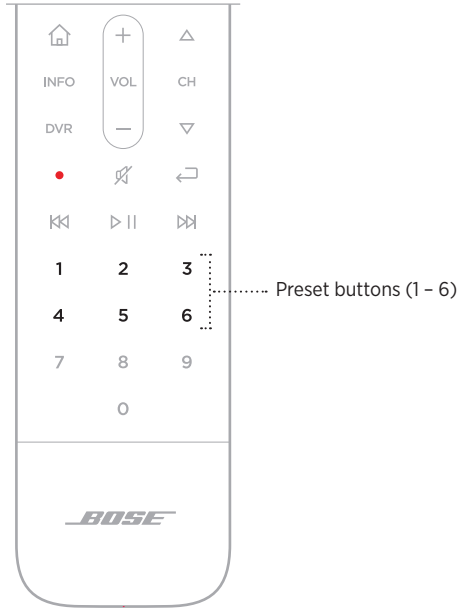 INFO VOL CH
DVR
1 2 3
Preset buttons (1 – 6)
4 5 6
7 8 9
0
BOSE